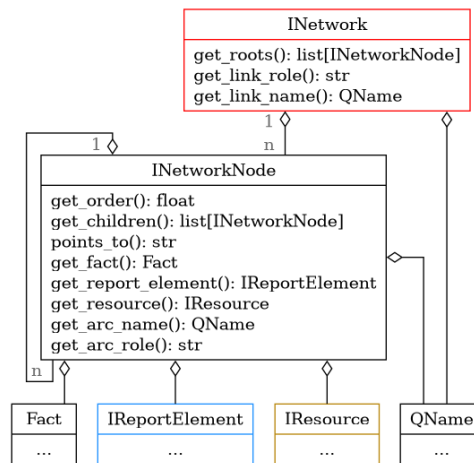 INetwork
get_roots(): list[INetworkNode]
get_link_role(): str
get_link_name(): QName
1
n
1
INetworkNode
get_order(): float
get_children(): list[INetworkNode]
points_to(): str
get_fact(): Fact
get_report_element(): IReportElement
get_resource(): IResource
get_arc_name(): QName
get_arc_role(): str
n
Fact
...
IReportElement
...
IResource
...
QName
...